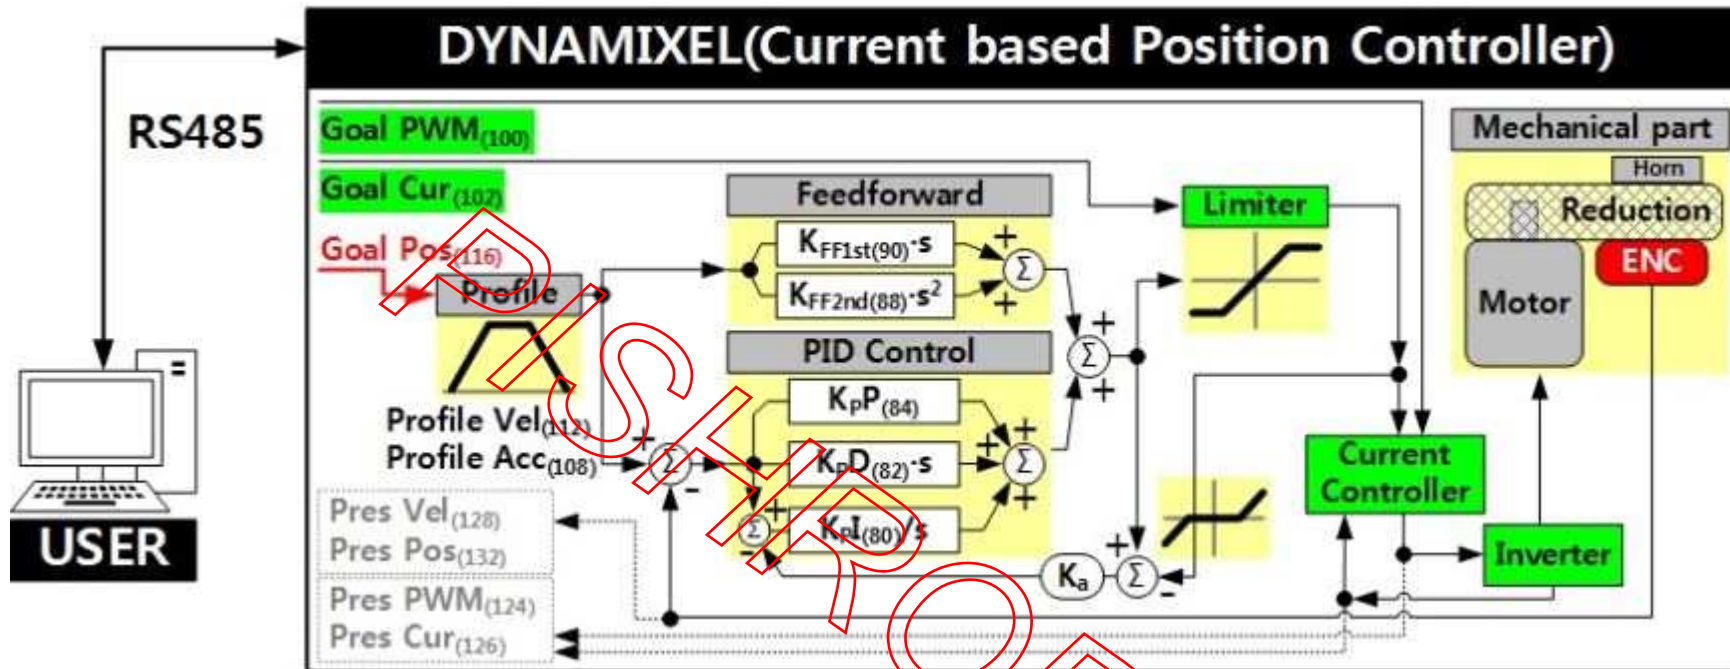 DYNAMIXEL(Current based Position Controller)
RS485
USER
Goal PWM(100)
Goal Cur(102)
Goal Pos(116)
Profile
Profile Vel(112)
Profile Acc(108)
Pres Vel(128)
Pres Pos(132)
Pres PWM(124)
Pres Cur(126)
Feedforward
KFF1st(90)·s
KFF2nd(88)·s²
+
+
Σ
PID Control
KPP(84)
KPD(82)·s
KPI(80)/s
+
-
Σ
+
-
Σ
+
+
+
Σ
+
+
Σ
Ka
+
-
Σ
Limiter
Current
Controller
Inverter
Mechanical part
Horn
Reduction
ENC
Motor
PISHRO